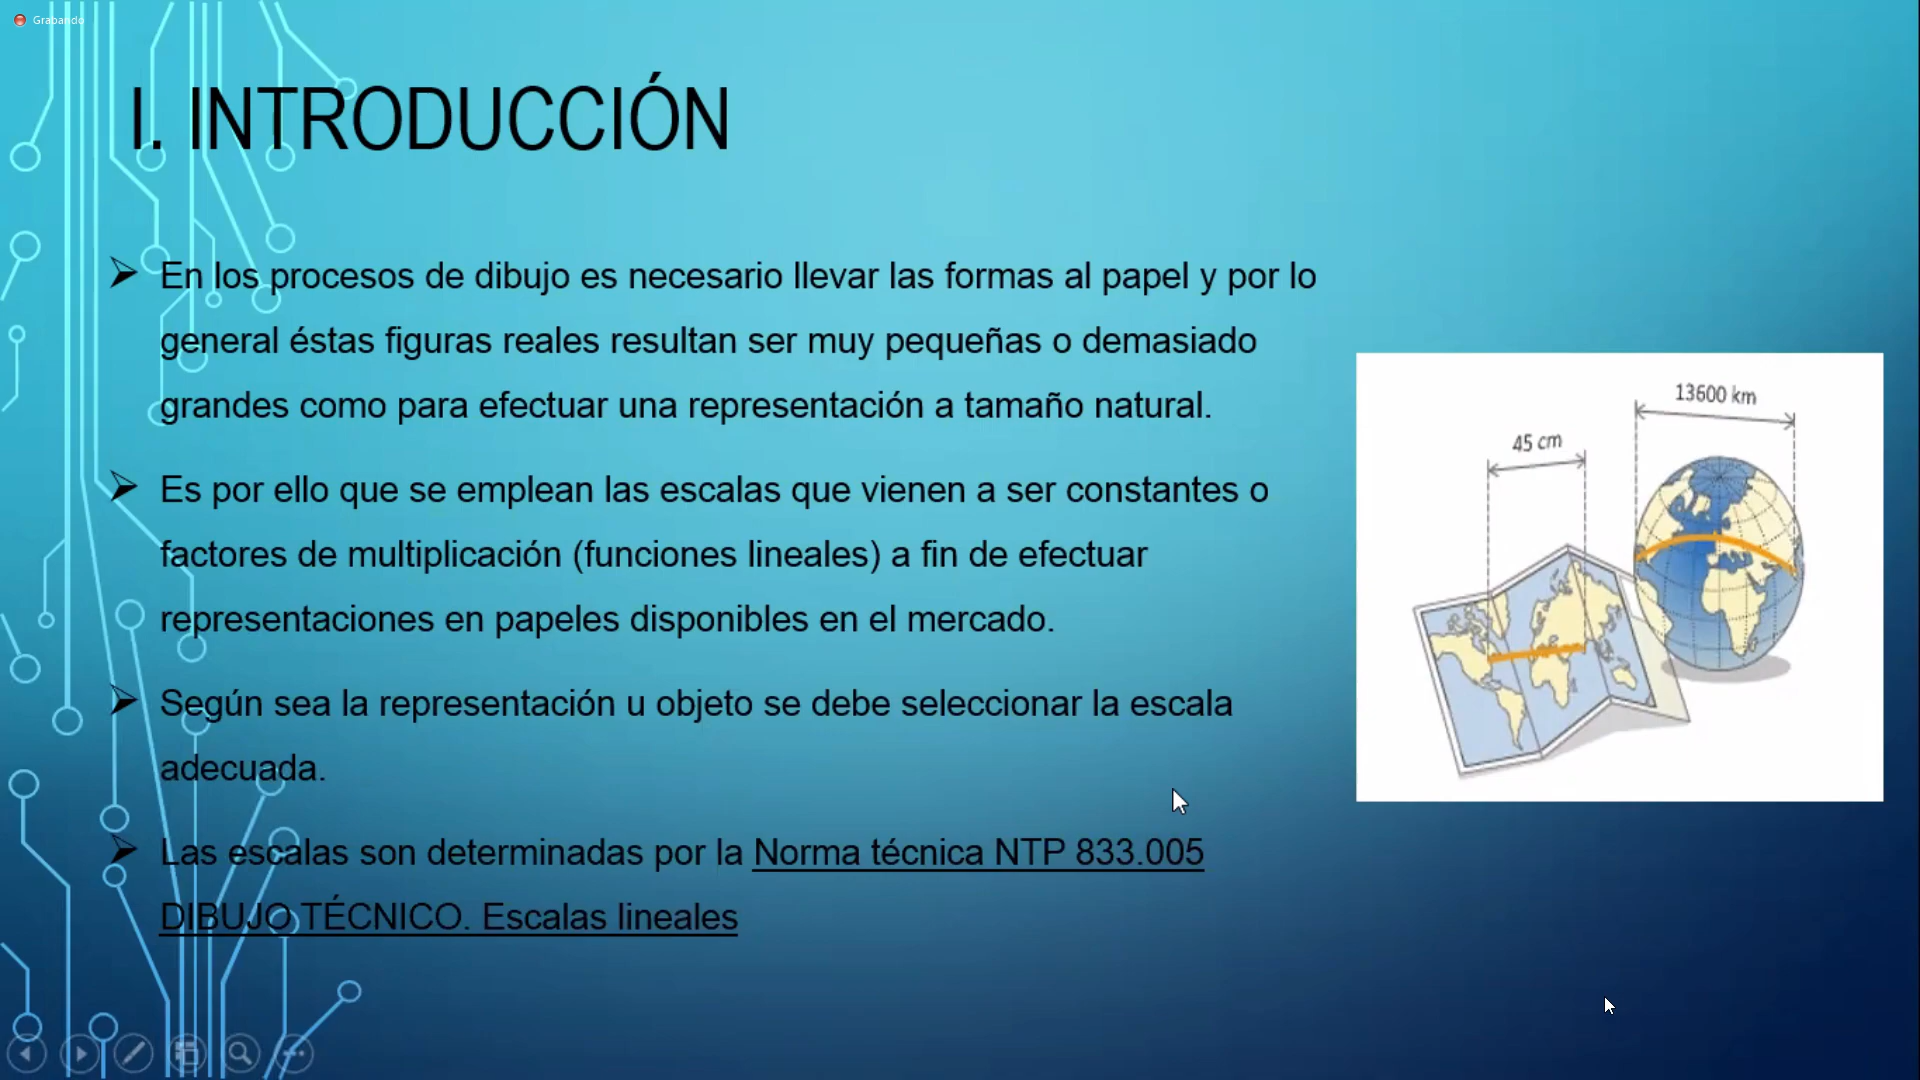 Grabando
I. INTRODUCCIÓN
En los procesos de dibujo es necesario llevar las formas al papel y por lo
general éstas figuras reales resultan ser muy pequeñas o demasiado
grandes como para efectuar una representación a tamaño natural.
Es por ello que se emplean las escalas que vienen a ser constantes o
factores de multiplicación (funciones lineales) a fin de efectuar
representaciones en papeles disponibles en el mercado.
Según sea la representación u objeto se debe seleccionar la escala
adecuada.
Las escalas son determinadas por la Norma técnica NTP 833.005
DIBUJO TÉCNICO. Escalas lineales
13600 km
45 cm